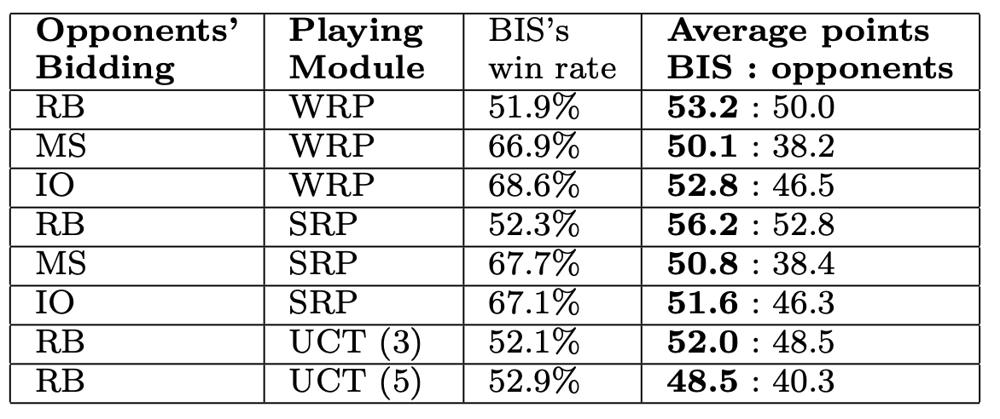 Opponents' Bidding | Playing Module | BIS's win rate | Average points BIS : opponents
RB | WRP | 51.9% | 53.2 : 50.0
MS | WRP | 66.9% | 50.1 : 38.2
IO | WRP | 68.6% | 52.8 : 46.5
RB | SRP | 52.3% | 56.2 : 52.8
MS | SRP | 67.7% | 50.8 : 38.4
IO | SRP | 67.1% | 51.6 : 46.3
RB | UCT (3) | 52.1% | 52.0 : 48.5
RB | UCT (5) | 52.9% | 48.5 : 40.3